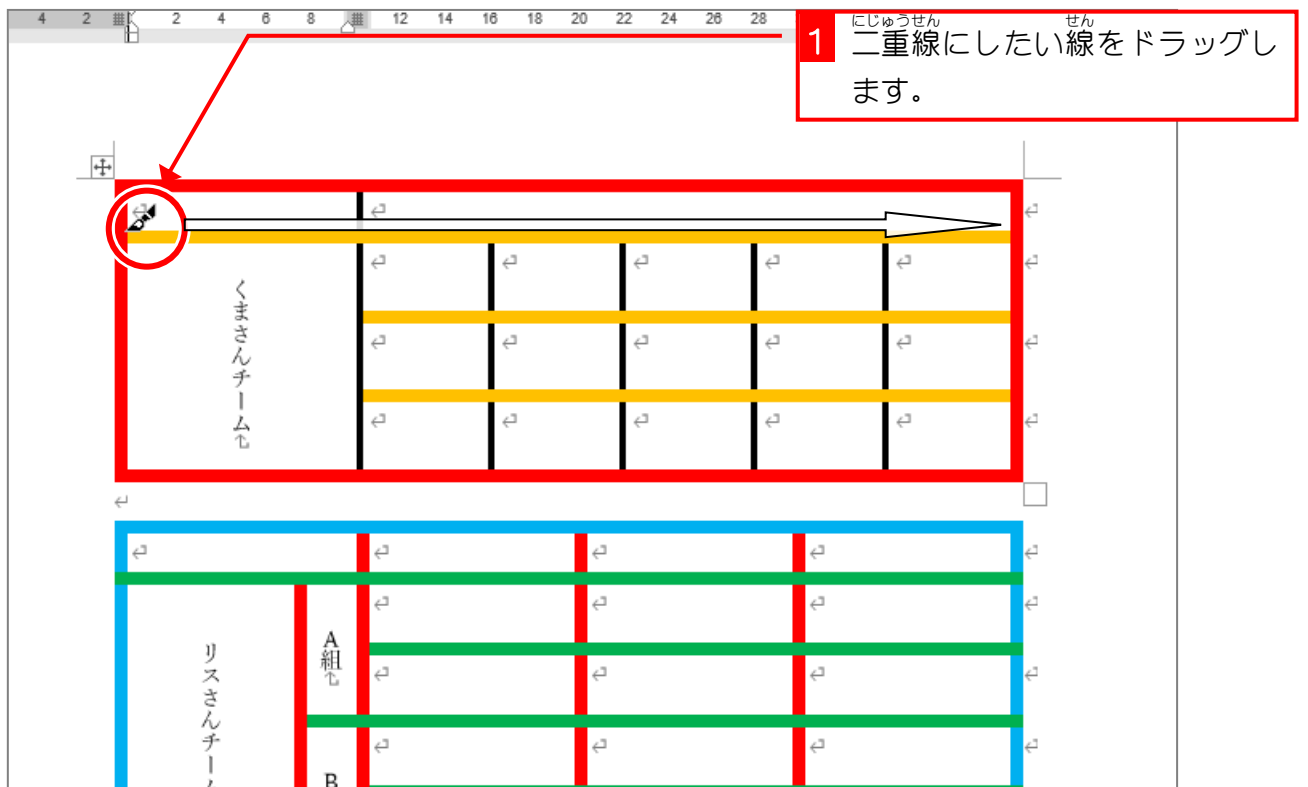 4 2 2 4 6 8 12 14 16 18 20 22 24 26 28
にじゅうせん せん
1 二重線にしたい線をドラッグし
ます。
くまさんチーム
リスさんチー
A組
B